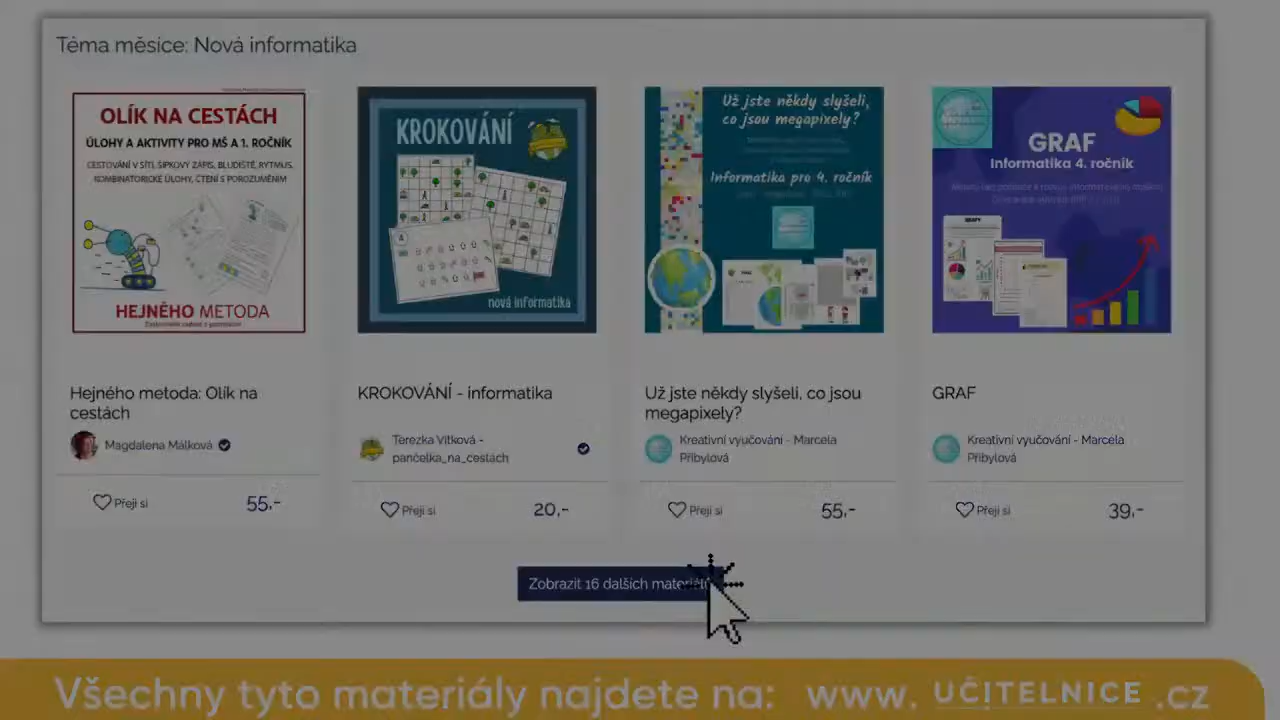 Téma měsíce: Nová informatika
OLÍK NA CESTÁCH
ÚLOHY A AKTIVITY PRO MŠ A 1. ROČNÍK
CESTOVÁNÍ V SÍTI, ŠIPKOVÝ ZÁPIS, BLUDIŠTĚ, RYTMUS,
KOMBINATORICKÉ ÚLOHY, ČTENÍ S POROZUMĚNÍM
HEJNÉHO METODA
KROKOVÁNÍ
nová informatika
Už jste někdy slyšeli,
co jsou megapixely?
Informatika pro 4. ročník
GRAF
Informatika 4. ročník
Hejného metoda: Olík na
cestách
Magdalena Málková
Přeji si
55,-
KROKOVÁNÍ - informatika
Terezka Vítková -
pančelka_na_cestách
Přeji si
20,-
Už jste někdy slyšeli, co jsou
megapixely?
Kreativní vyučování - Marcela
Přibylová
Přeji si
55,-
GRAF
Kreativní vyučování - Marcela
Přibylová
Přeji si
39,-
Zobrazit 16 dalších materiálů
Všechny tyto materiály najdete na: www. UČITELNICE .cz